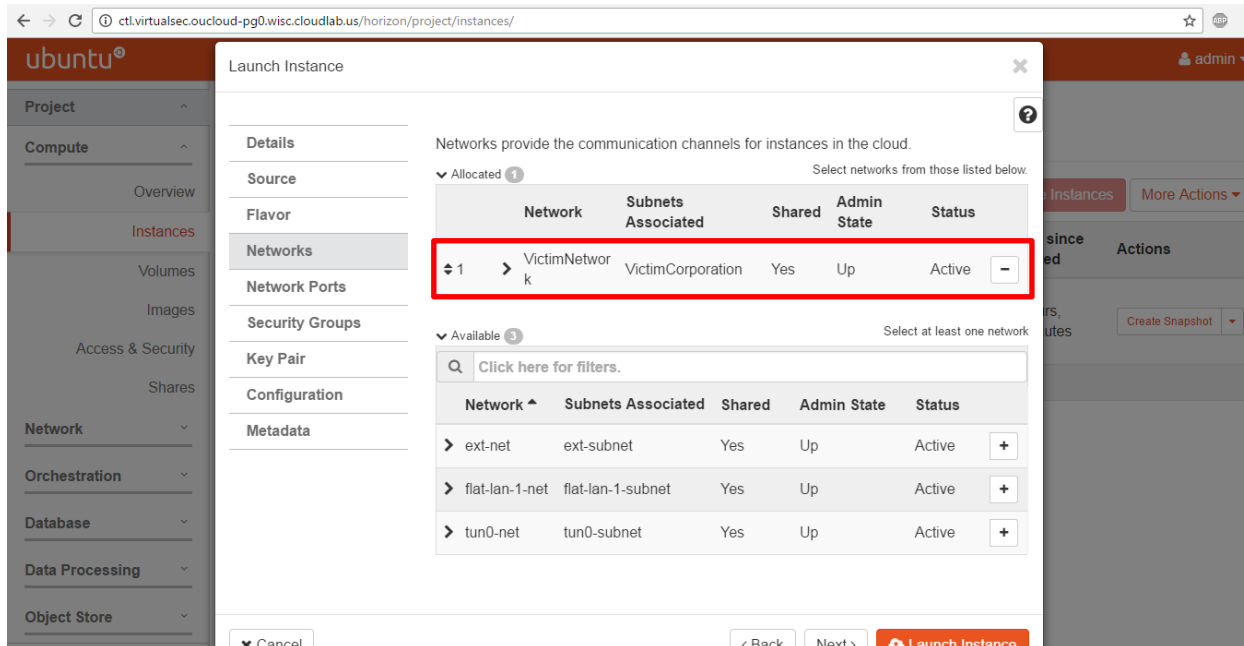 ctl.virtualsec.oucloud-pg0.wisc.cloudlab.us/horizon/project/instances/
ABP
ubuntu
admin
Project
Compute
Overview
Instances
Volumes
Images
Access & Security
Shares
Network
Orchestration
Database
Data Processing
Object Store
Launch Instance
Details
Source
Flavor
Networks
Network Ports
Security Groups
Key Pair
Configuration
Metadata
Networks provide the communication channels for instances in the cloud.
Allocated 1 Select networks from those listed below.
Network Subnets Associated Shared Admin State Status
1 VictimNetwork VictimCorporation Yes Up Active
Available 3 Select at least one network
Click here for filters.
Network Subnets Associated Shared Admin State Status
ext-net ext-subnet Yes Up Active
flat-lan-1-net flat-lan-1-subnet Yes Up Active
tun0-net tun0-subnet Yes Up Active
Cancel < Back Next > Launch Instance
Instances More Actions
since
Actions
Create Snapshot